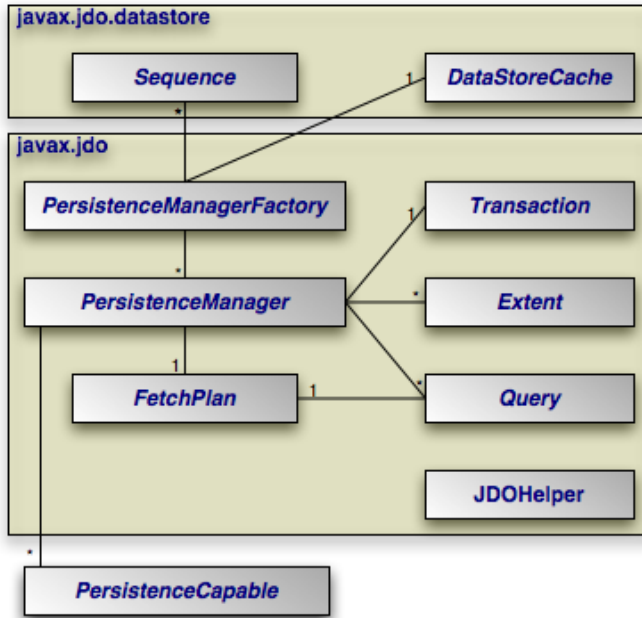 javax.jdo.datastore
Sequence
DataStoreCache
*
1
javax.jdo
PersistenceManagerFactory
Transaction
1
*
PersistenceManager
Extent
*
1
FetchPlan
1
*
Query
JDOHelper
*
PersistenceCapable